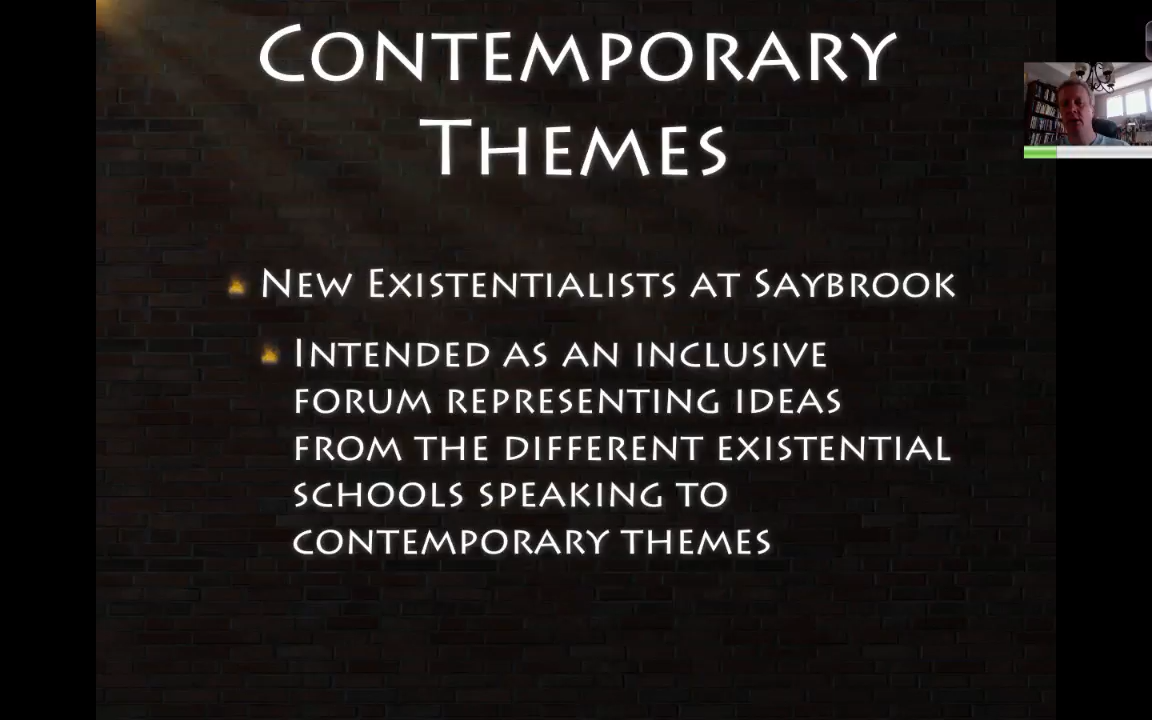 Contemporary
Themes
New Existentialists at Saybrook
Intended as an inclusive
forum representing ideas
from the different existential
schools speaking to
contemporary themes